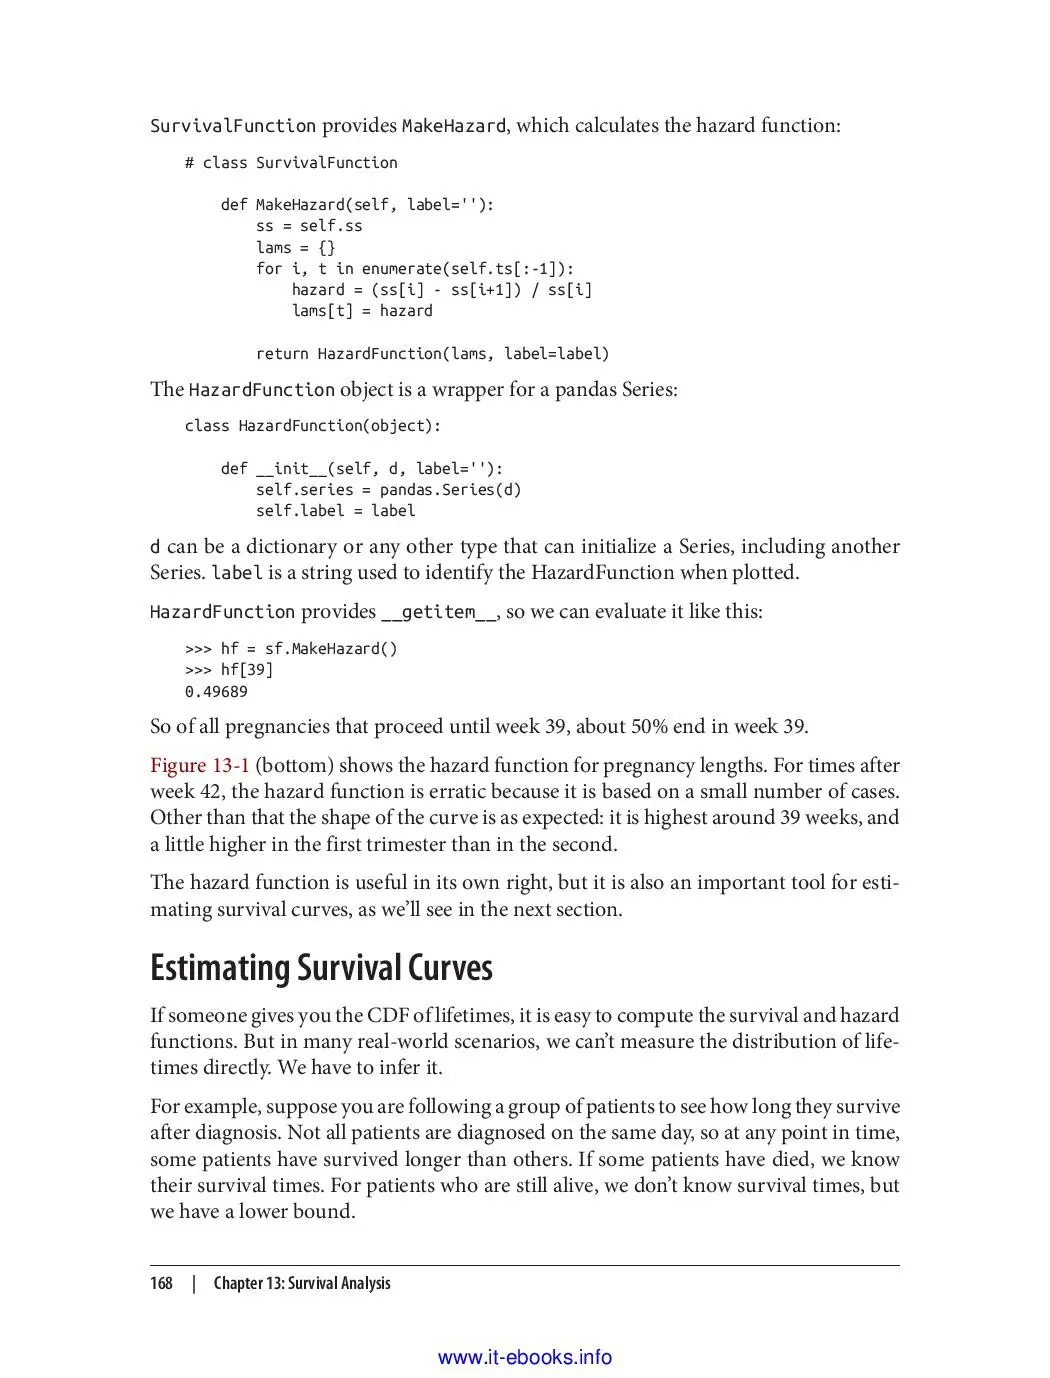 SurvivalFunction provides MakeHazard, which calculates the hazard function:
# class SurvivalFunction
def MakeHazard(self, label=''):
ss = self.ss
lams = {}
for i, t in enumerate(self.ts[:-1]):
hazard = (ss[i] - ss[i+1]) / ss[i]
lams[t] = hazard
return HazardFunction(lams, label=label)
The HazardFunction object is a wrapper for a pandas Series:
class HazardFunction(object):
def __init__(self, d, label=''):
self.series = pandas.Series(d)
self.label = label
d can be a dictionary or any other type that can initialize a Series, including another
Series. label is a string used to identify the HazardFunction when plotted.
HazardFunction provides __getitem__, so we can evaluate it like this:
>>> hf = sf.MakeHazard()
>>> hf[39]
0.49689
So of all pregnancies that proceed until week 39, about 50% end in week 39.
Figure 13-1 (bottom) shows the hazard function for pregnancy lengths. For times after
week 42, the hazard function is erratic because it is based on a small number of cases.
Other than that the shape of the curve is as expected: it is highest around 39 weeks, and
a little higher in the first trimester than in the second.
The hazard function is useful in its own right, but it is also an important tool for esti-
mating survival curves, as we’ll see in the next section.
Estimating Survival Curves
If someone gives you the CDF of lifetimes, it is easy to compute the survival and hazard
functions. But in many real-world scenarios, we can’t measure the distribution of life-
times directly. We have to infer it.
For example, suppose you are following a group of patients to see how long they survive
after diagnosis. Not all patients are diagnosed on the same day, so at any point in time,
some patients have survived longer than others. If some patients have died, we know
their survival times. For patients who are still alive, we don’t know survival times, but
we have a lower bound.
168 | Chapter 13: Survival Analysis
www.it-ebooks.info